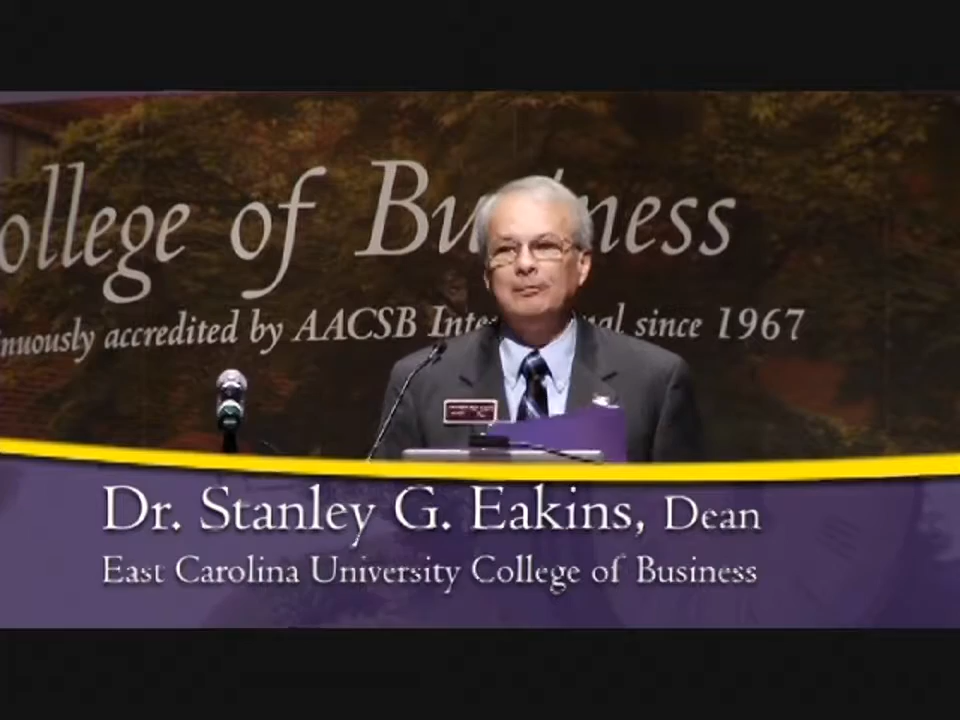 ollege of Bu ness
nuously accredited by AACSB Inte nal since 1967
Dr. Stanley G. Eakins, Dean
East Carolina University College of Business